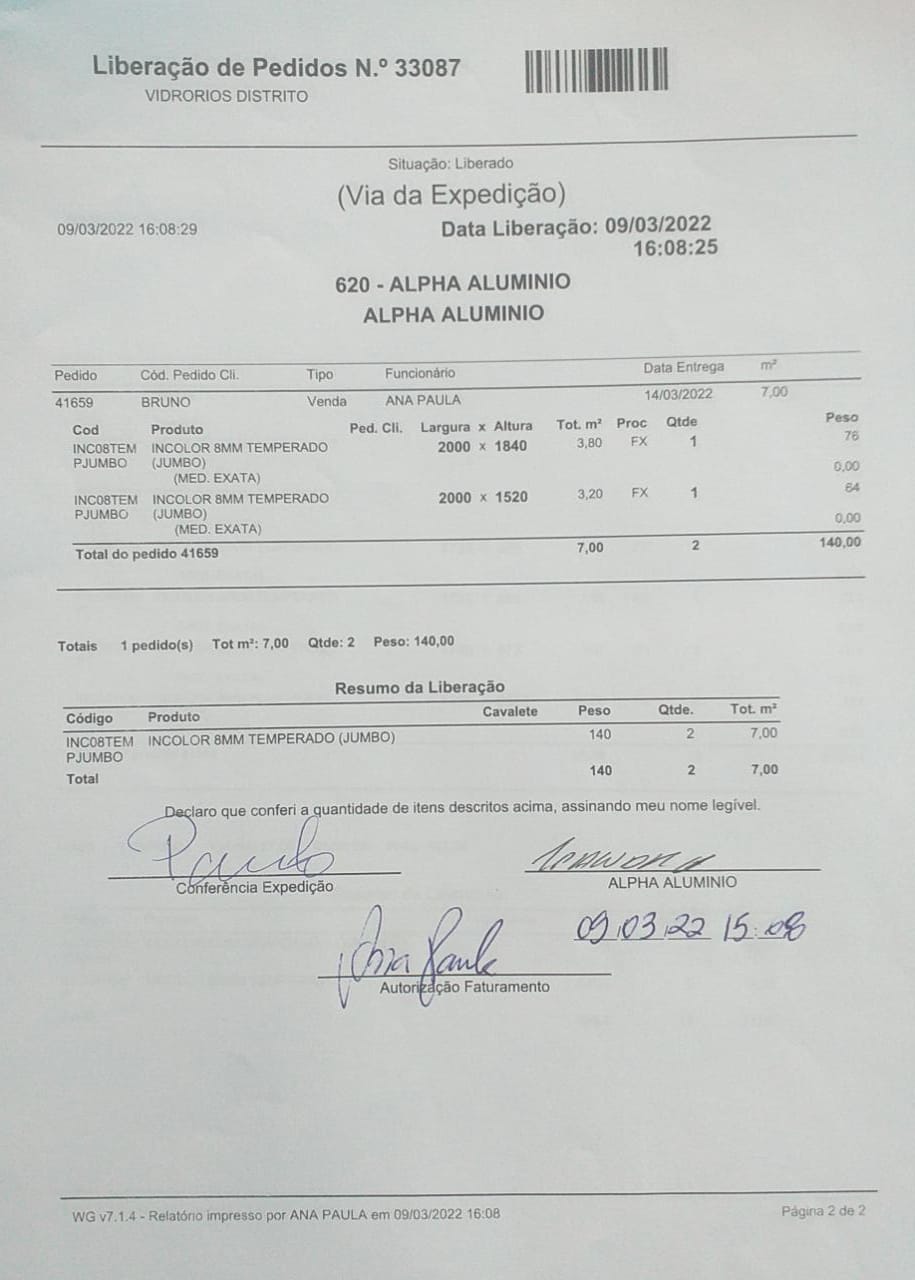 Liberação de Pedidos N.º 33087
VIDRORIOS DISTRITO
Situação: Liberado
(Via da Expedição)
09/03/2022 16:08:29
Data Liberação: 09/03/2022
16:08:25
620 - ALPHA ALUMINIO
ALPHA ALUMINIO
Pedido Cód. Pedido Cli. Tipo Funcionário Data Entrega m²
41659 BRUNO Venda ANA PAULA 14/03/2022 7,00
Cod Produto Ped. Cli. Largura x Altura Tot. m² Proc Qtde Peso
INC08TEM INCOLOR 8MM TEMPERADO 2000 x 1840 3,80 FX 1 76
PJUMBO (JUMBO)
(MED. EXATA) 0,00
INC08TEM INCOLOR 8MM TEMPERADO 2000 x 1520 3,20 FX 1 64
PJUMBO (JUMBO)
(MED. EXATA) 0,00
Total do pedido 41659 7,00 2 140,00
Totais 1 pedido(s) Tot m²: 7,00 Qtde: 2 Peso: 140,00
Resumo da Liberação
Código Produto Cavalete Peso Qtde. Tot. m²
INC08TEM INCOLOR 8MM TEMPERADO (JUMBO) 140 2 7,00
PJUMBO
Total 140 2 7,00
Declaro que conferi a quantidade de itens descritos acima, assinando meu nome legível.
Paulo
Conferência Expedição
ALPHA ALUMINIO
09 03 22 15:08
Ana Paula
Autorização Faturamento
WG v7.1.4 - Relatório impresso por ANA PAULA em 09/03/2022 16:08
Página 2 de 2